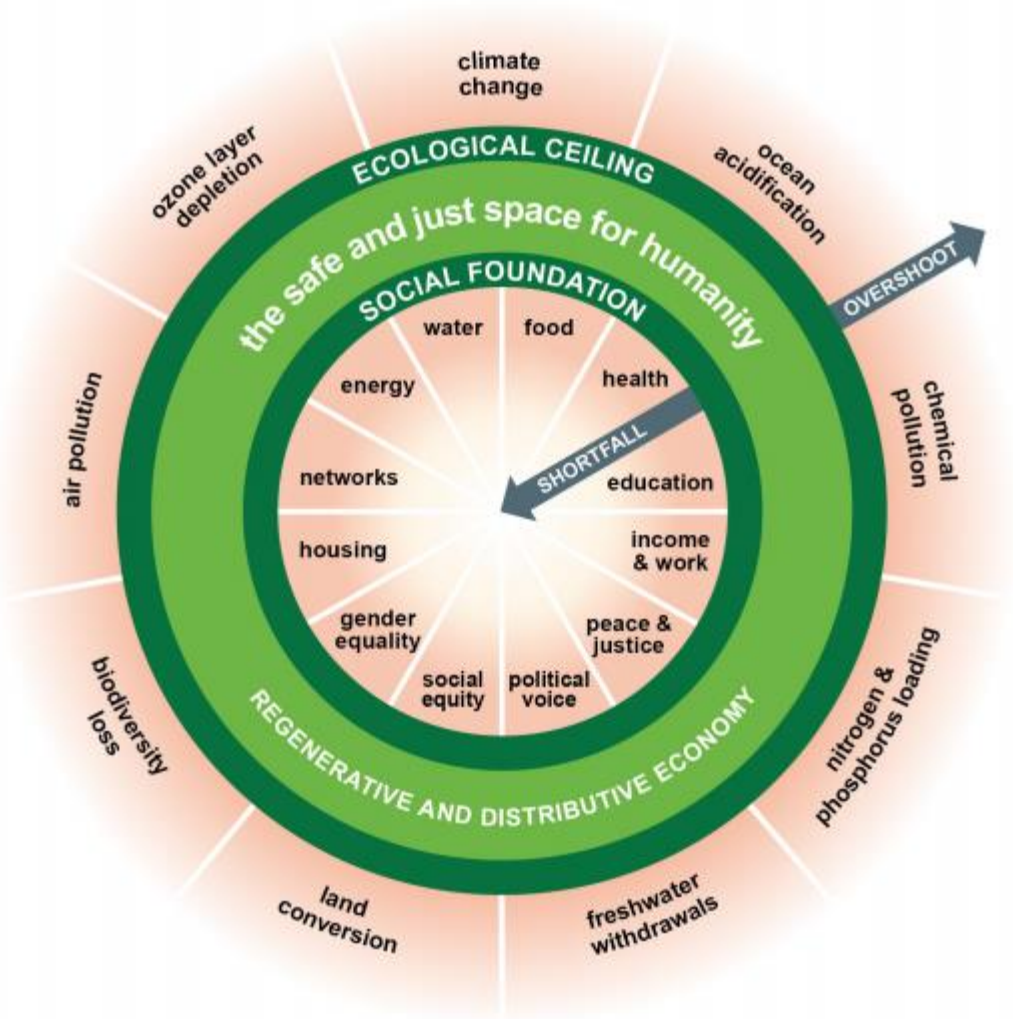 climate
change
ocean
acidification
OVERSHOOT
chemical
pollution
nitrogen &
phosphorus loading
freshwater
withdrawals
land
conversion
biodiversity
loss
air pollution
ozone layer
depletion
ECOLOGICAL CEILING
the safe and just space for humanity
SOCIAL FOUNDATION
water
food
health
SHORTFALL
education
income
& work
peace &
justice
political
voice
social
equity
gender
equality
housing
networks
energy
REGENERATIVE AND DISTRIBUTIVE ECONOMY